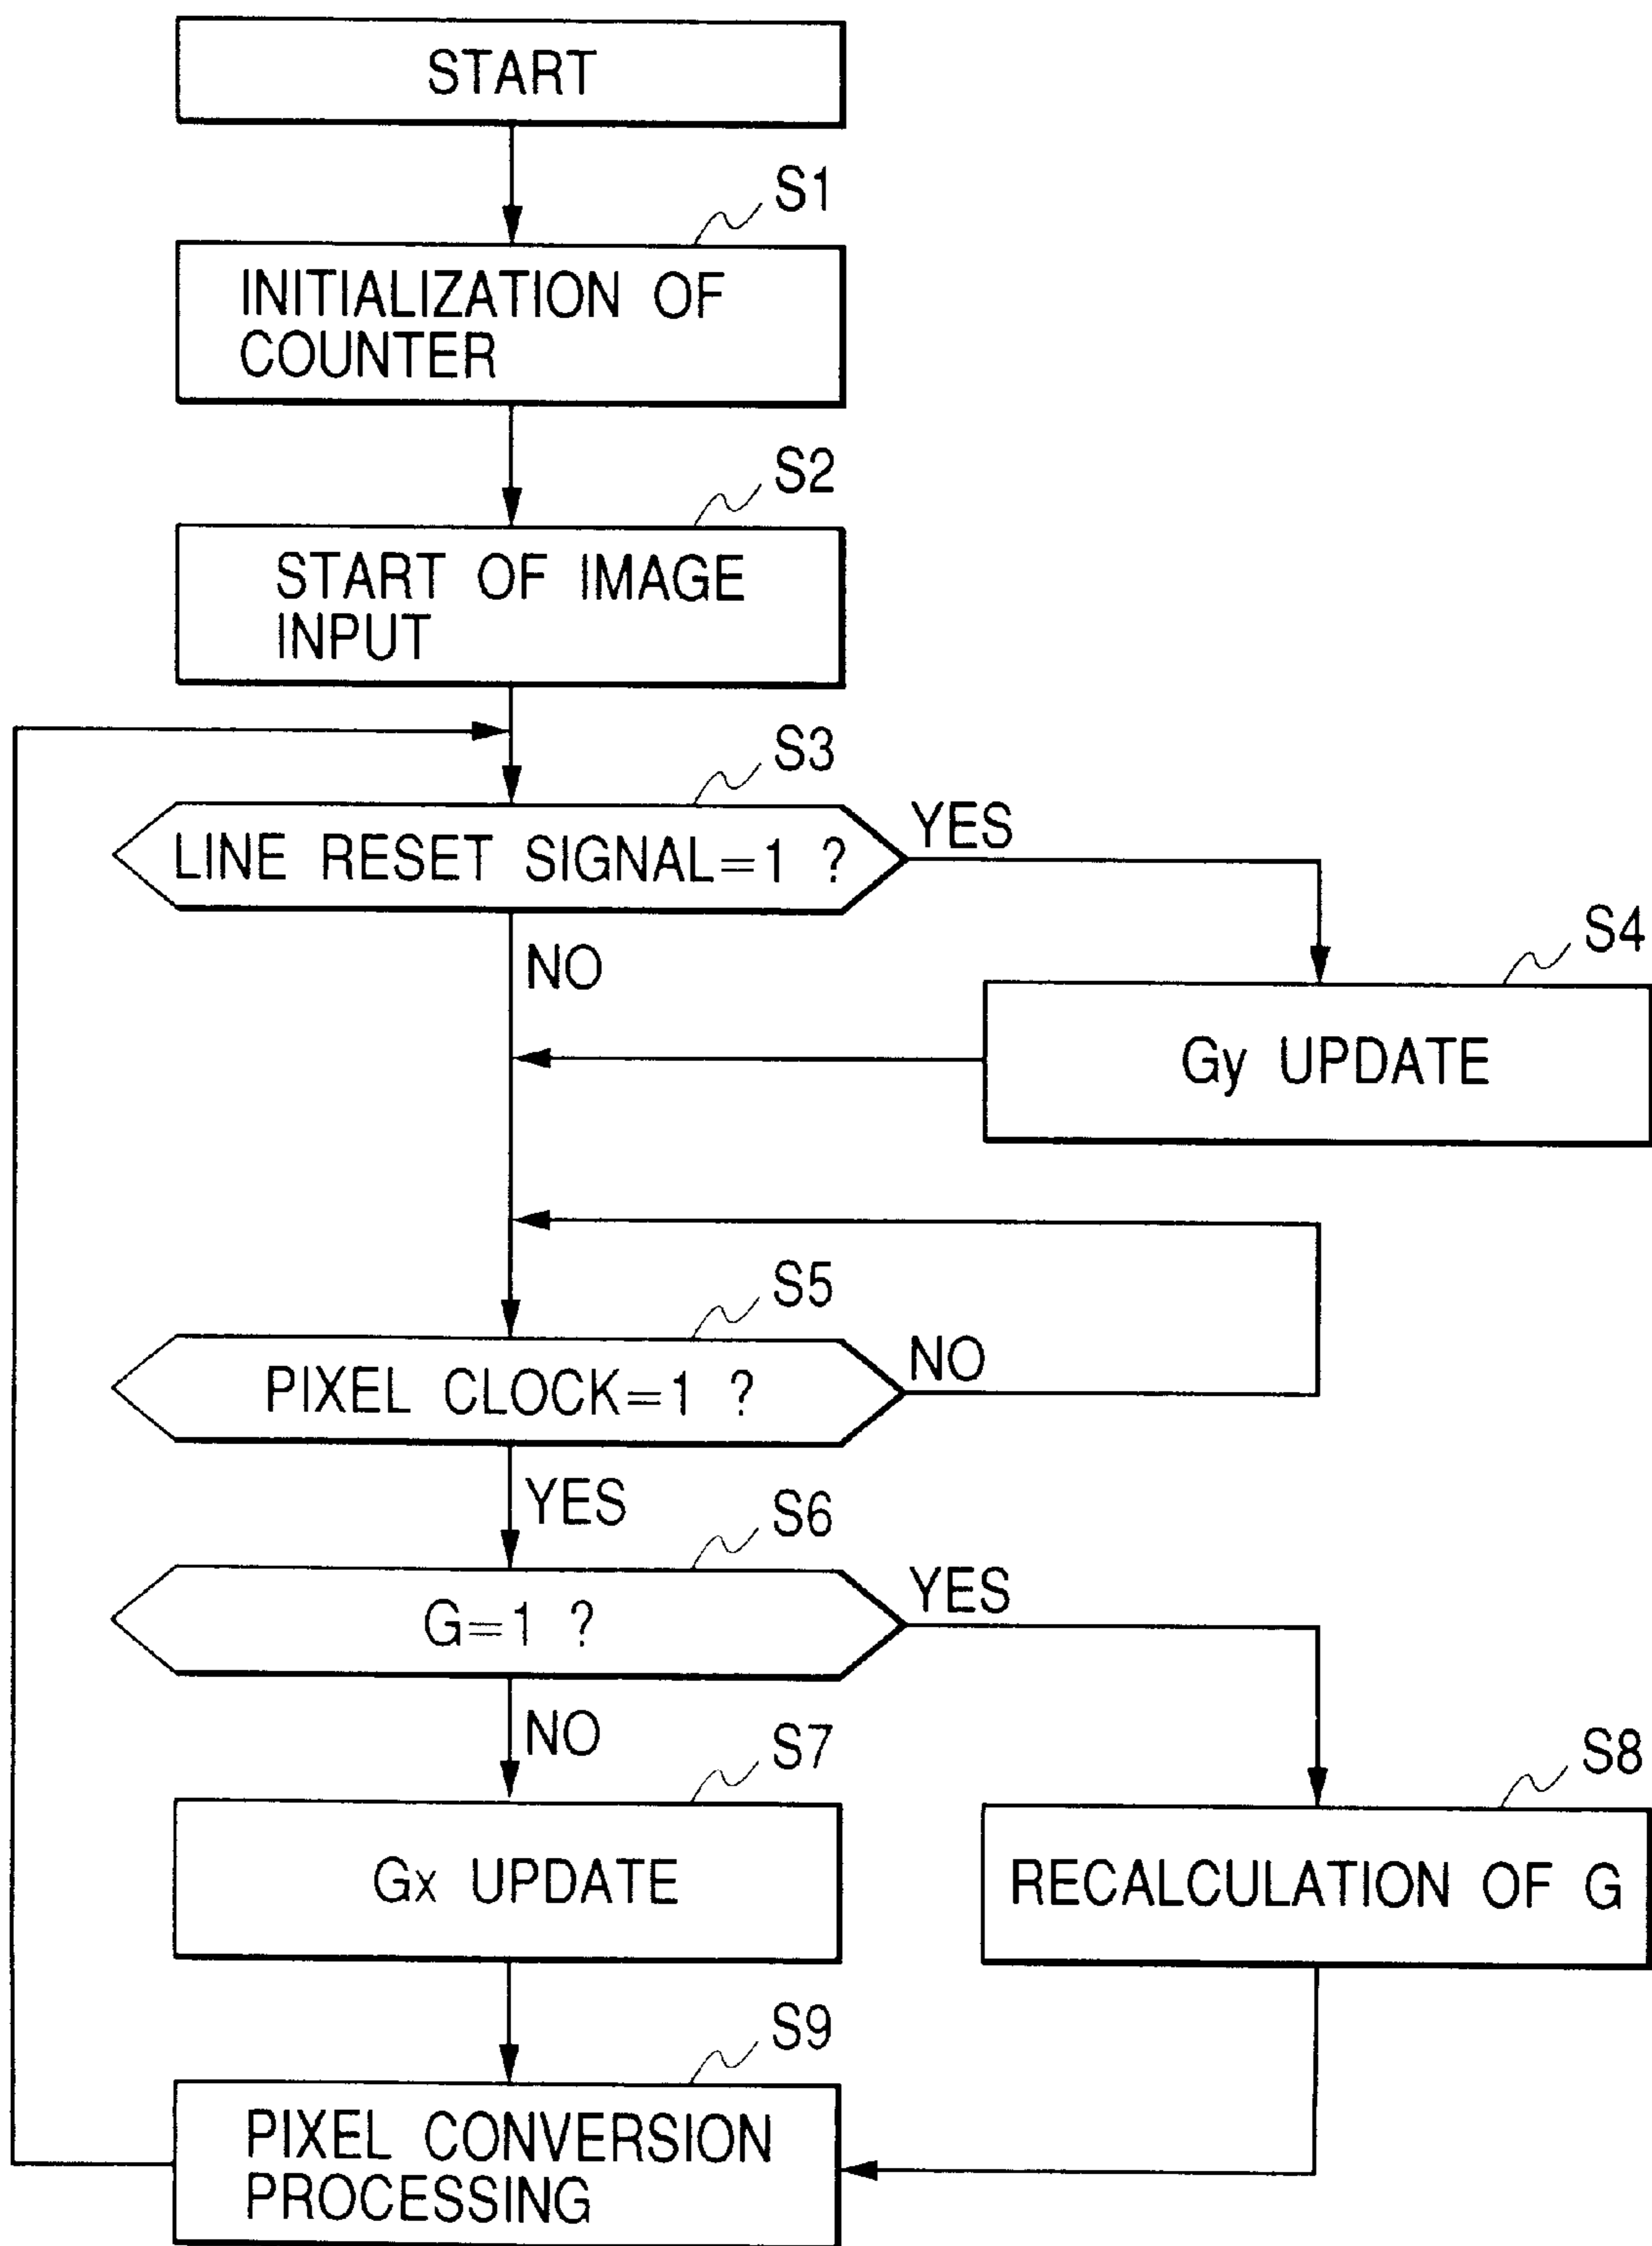 START
S1
INITIALIZATION OF
COUNTER
S2
START OF IMAGE
INPUT
S3
LINE RESET SIGNAL=1 ?
YES
NO
S4
Gy UPDATE
S5
PIXEL CLOCK=1 ?
NO
YES
S6
G=1 ?
YES
NO
S7
Gx UPDATE
S8
RECALCULATION OF G
S9
PIXEL CONVERSION
PROCESSING